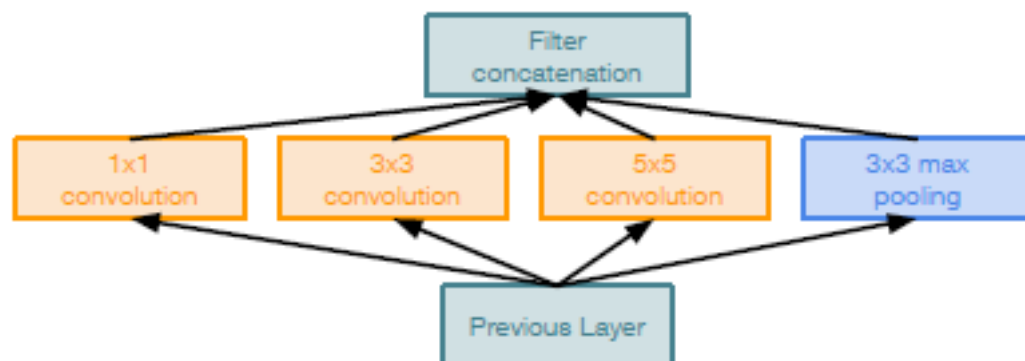 Filter
concatenation
1x1
convolution
3x3
convolution
5x5
convolution
3x3 max
pooling
Previous Layer